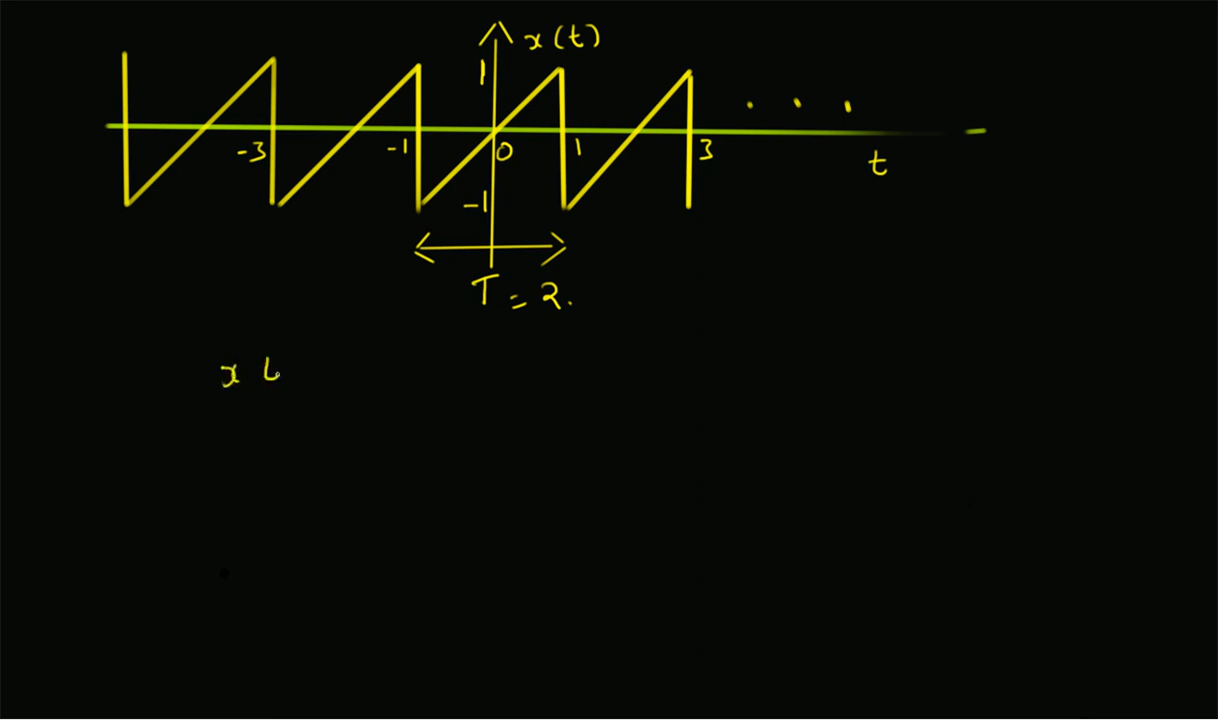 x(t)
1
-3 -1 0 1 3
t
-1
T = 2.
x